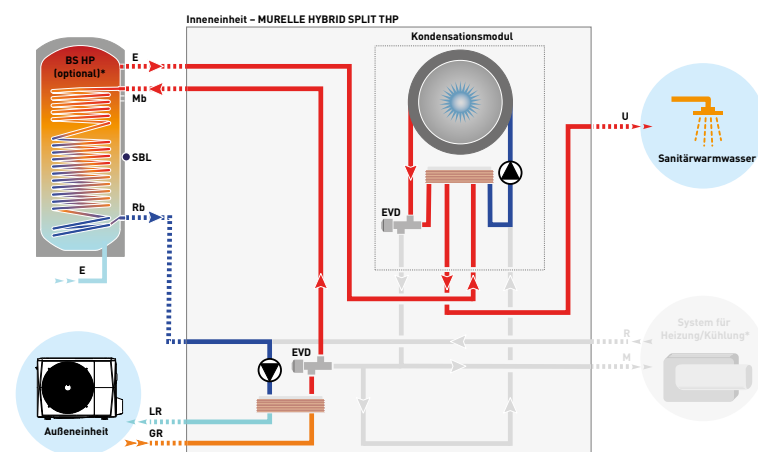 Inneneinheit – MURELLE HYBRID SPLIT THP
Kondensationsmodul
BS HP
(optional)*
E
Mb
SBL
Rb
E
EVD
U
Sanitärwarmwasser
System für
Heizung/Kühlung*
R
M
EVD
Außeneinheit
LR
GR